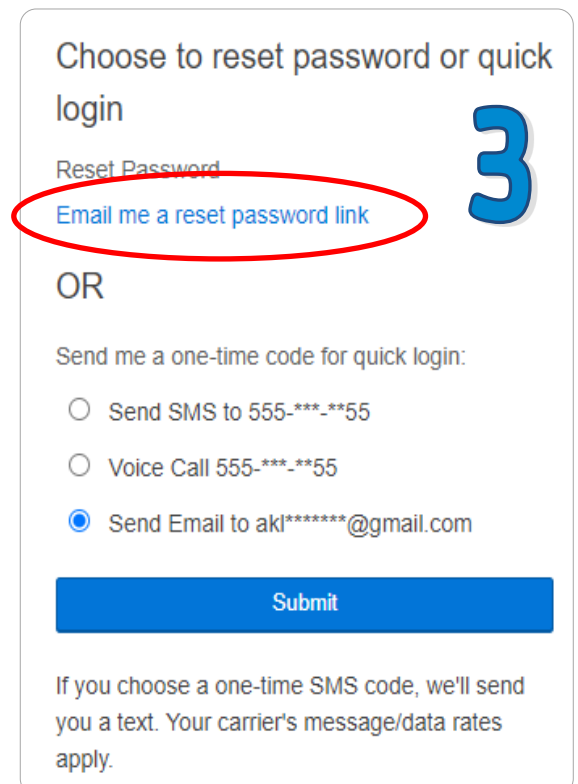 Choose to reset password or quick
login
3
Reset Password
Email me a reset password link
OR
Send me a one-time code for quick login:
Send SMS to 555-***-**55
Voice Call 555-***-**55
Send Email to akl*******@gmail.com
Submit
If you choose a one-time SMS code, we'll send
you a text. Your carrier's message/data rates
apply.